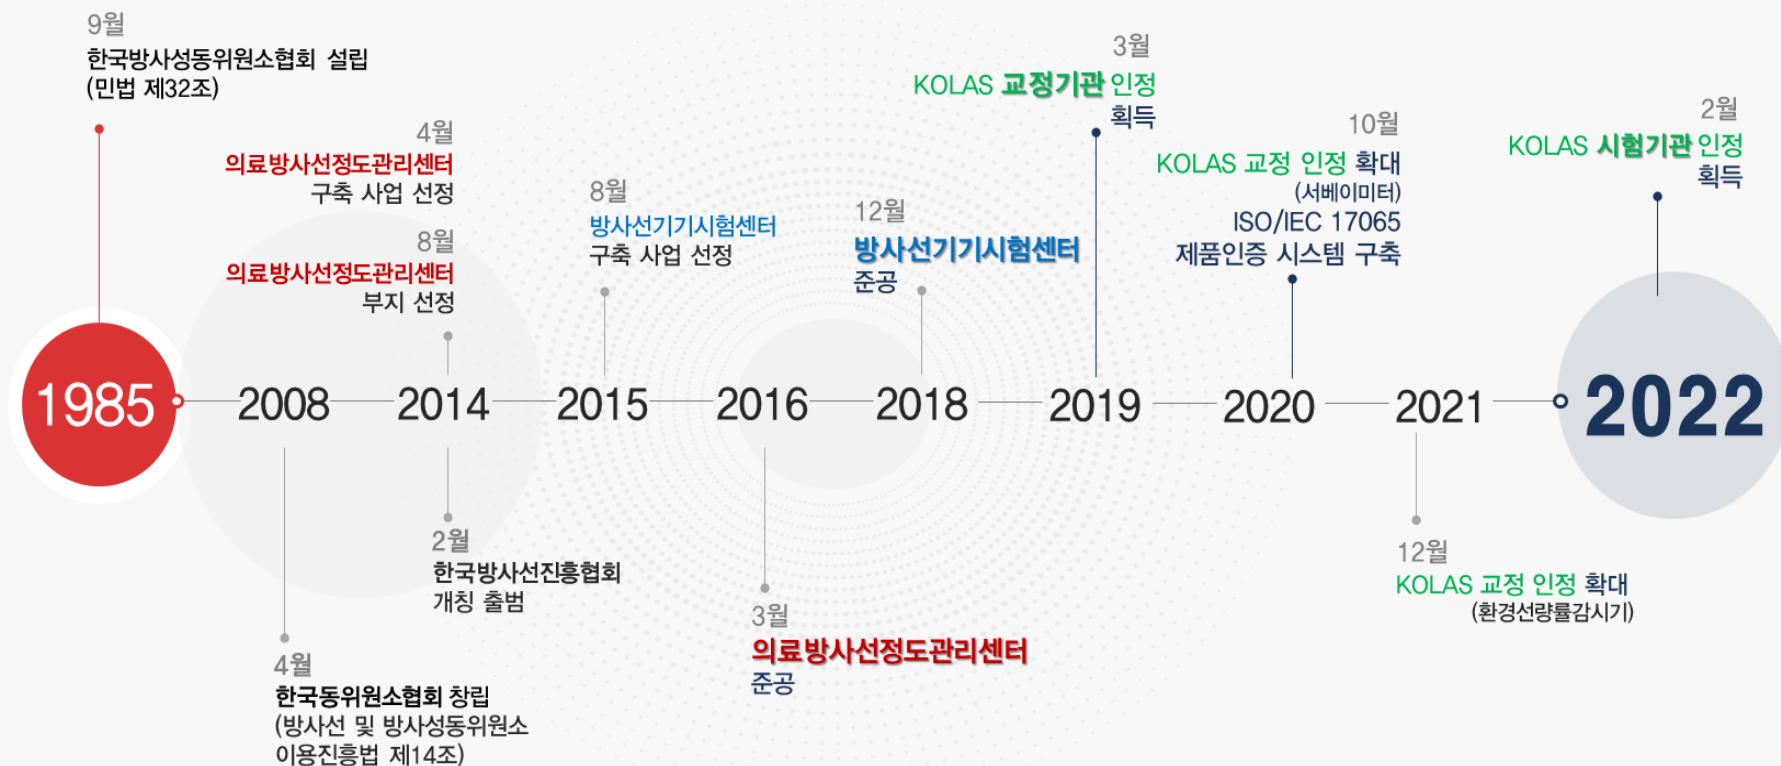 9월
한국방사성동위원소협회 설립
(민법 제32조)
4월
의료방사선정도관리센터
구축 사업 선정
8월
의료방사선정도관리센터
부지 선정
8월
방사선기기시험센터
구축 사업 선정
12월
방사선기기시험센터
준공
3월
KOLAS 교정기관 인정
획득
10월
KOLAS 교정 인정 확대
(서베이미터)
ISO/IEC 17065
제품인증 시스템 구축
2월
KOLAS 시험기관 인정
획득
1985
2008
2014
2015
2016
2018
2019
2020
2021
2022
4월
한국동위원소협회 창립
(방사선 및 방사성동위원소
이용진흥법 제14조)
2월
한국방사선진흥협회
개칭 출범
3월
의료방사선정도관리센터
준공
12월
KOLAS 교정 인정 확대
(환경선량률감시기)